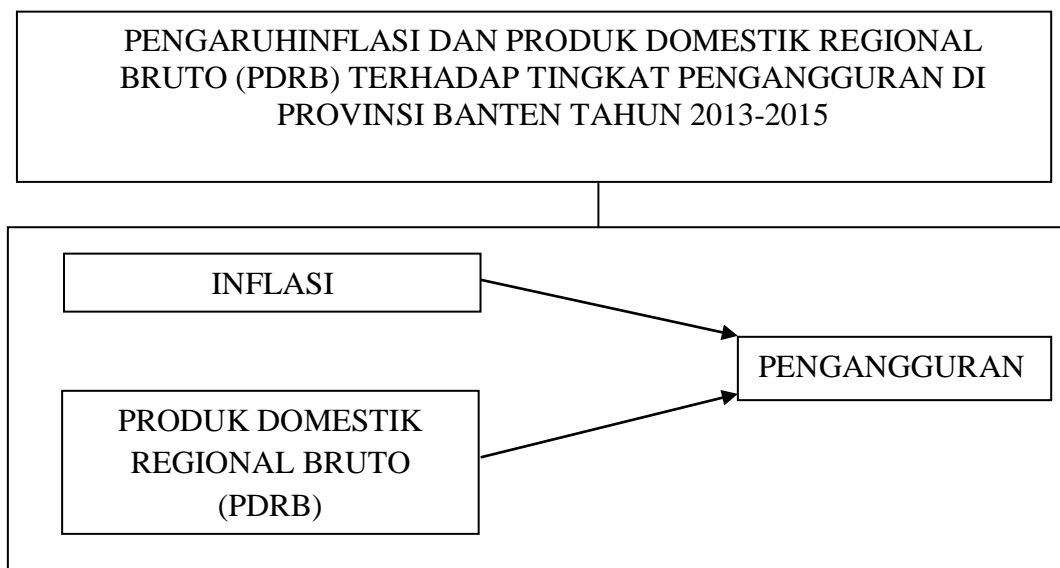 PENGARUHINFLASI DAN PRODUK DOMESTIK REGIONAL
BRUTO (PDRB) TERHADAP TINGKAT PENGANGGURAN DI
PROVINSI BANTEN TAHUN 2013-2015
INFLASI
PENGANGGURAN
PRODUK DOMESTIK
REGIONAL BRUTO
(PDRB)